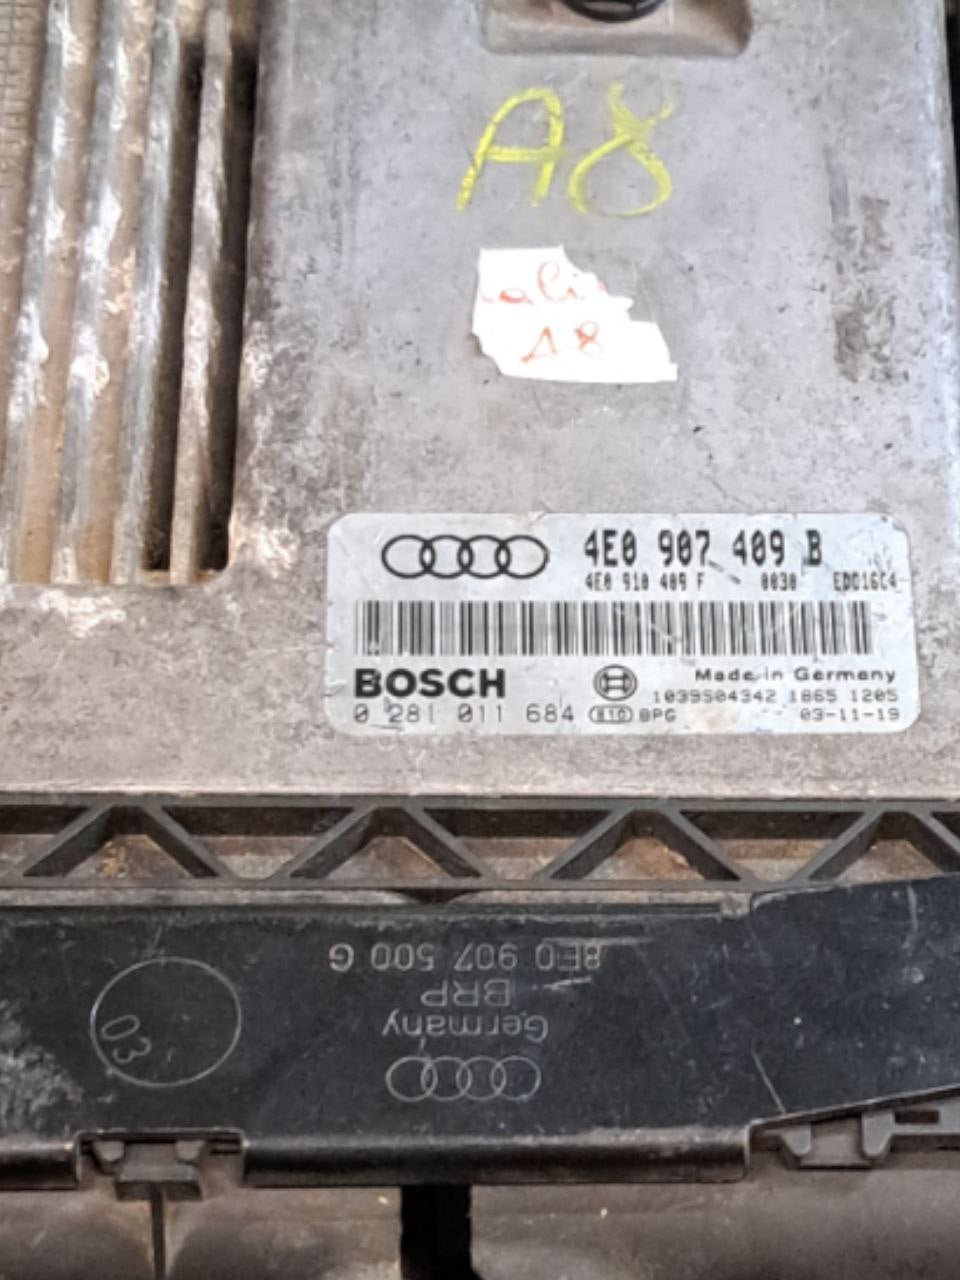 A8
A8
4E0 907 409 B
4E0 910 409 F 0030 EDC16C4
BOSCH
Made in Germany
1039S04342 1865 1205
0 281 011 684 810 BPG 03-11-19
8E0 907 500 G
BRP
Germany
03